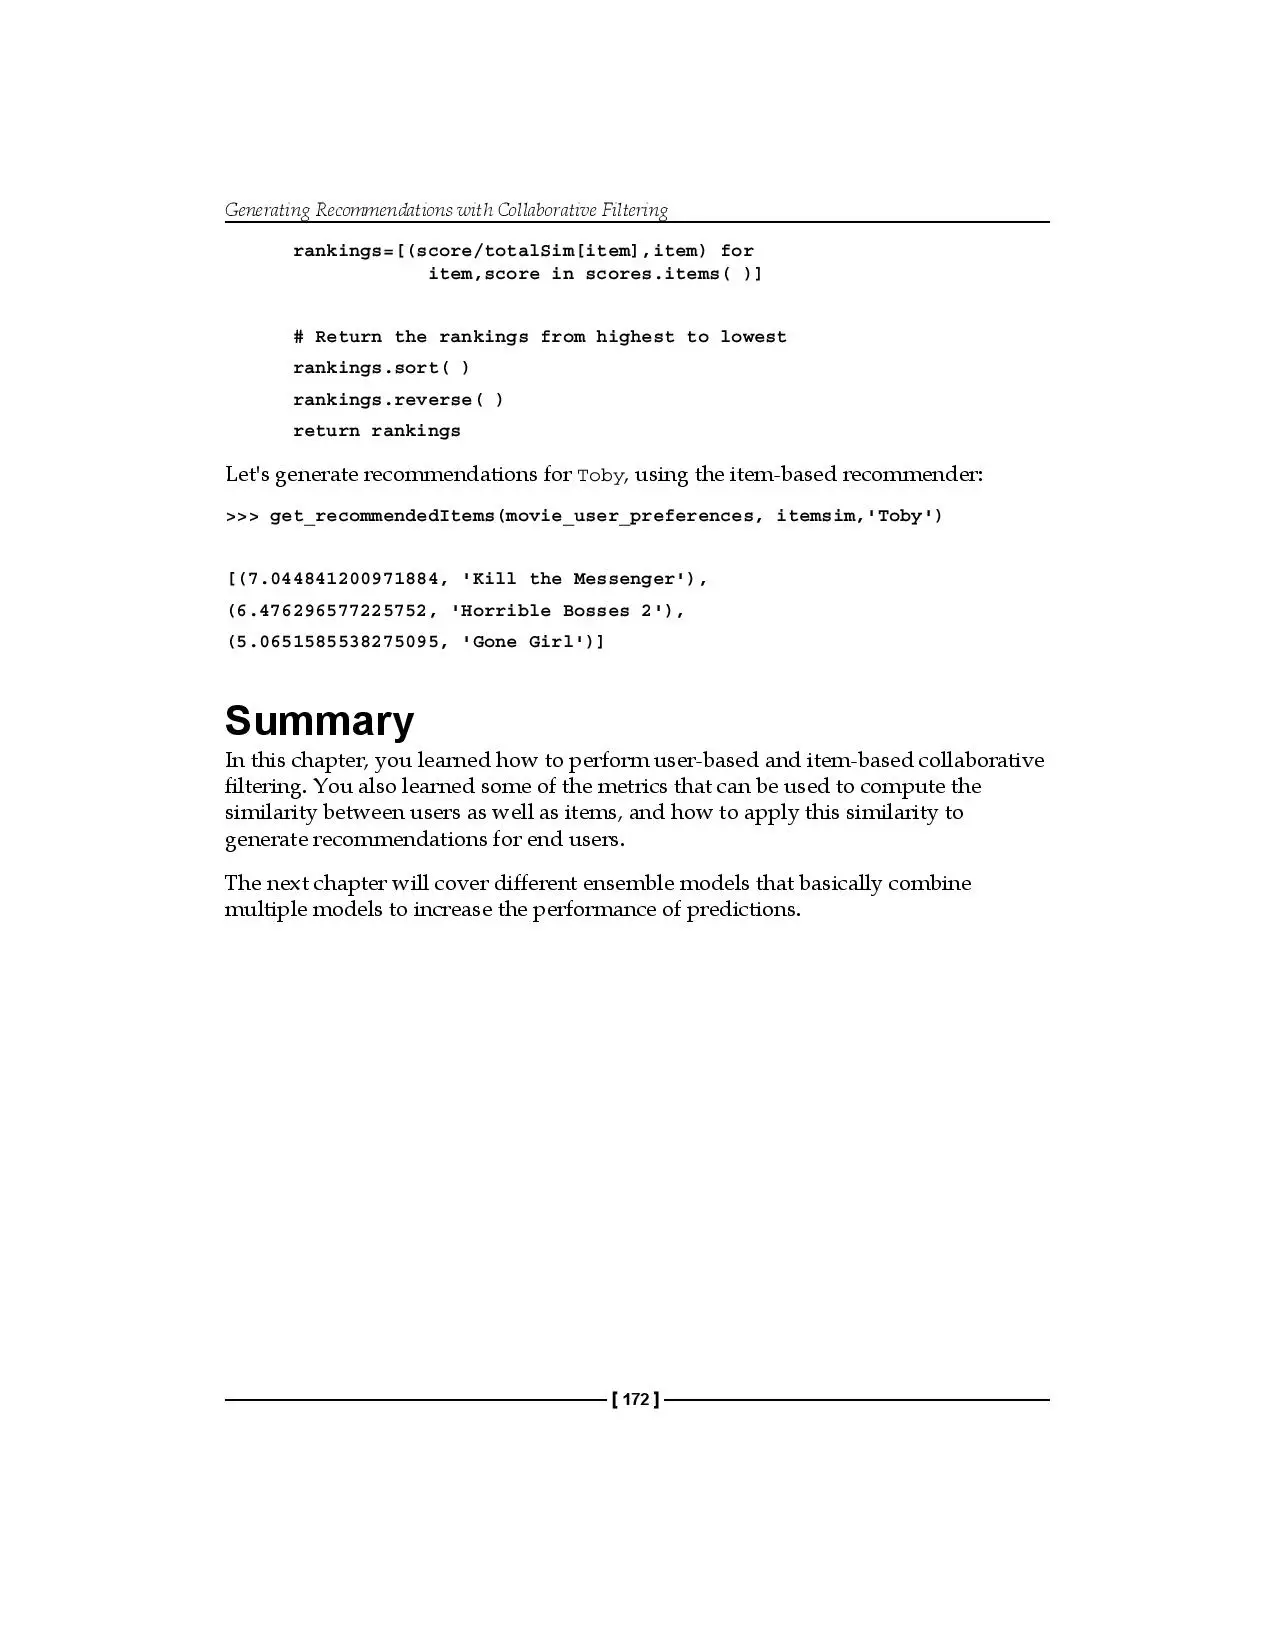 Generating Recommendations with Collaborative Filtering
rankings=[(score/totalSim[item],item) for
item,score in scores.items( )]
# Return the rankings from highest to lowest
rankings.sort( )
rankings.reverse( )
return rankings
Let's generate recommendations for Toby, using the item-based recommender:
>>> get_recommendedItems(movie_user_preferences, itemsim,'Toby')
[(7.044841200971884, 'Kill the Messenger'),
(6.476296577225752, 'Horrible Bosses 2'),
(5.0651585538275095, 'Gone Girl')]
Summary
In this chapter, you learned how to perform user-based and item-based collaborative
filtering. You also learned some of the metrics that can be used to compute the
similarity between users as well as items, and how to apply this similarity to
generate recommendations for end users.
The next chapter will cover different ensemble models that basically combine
multiple models to increase the performance of predictions.
[ 172 ]